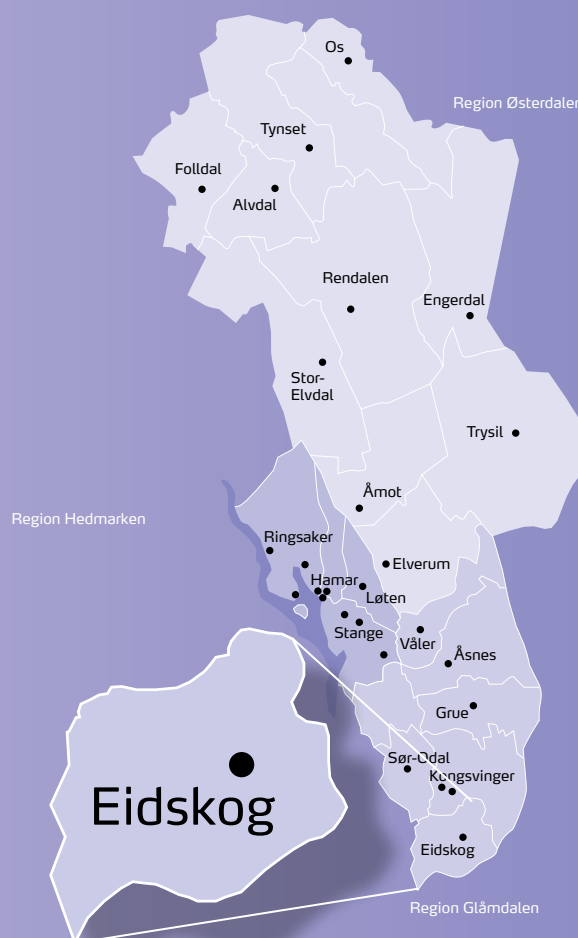 Os
Region Østerdalen
Tynset
Folldal
Alvdal
Rendalen
Engerdal
Stor-
Elvdal
Trysil
Åmot
Region Hedmarken
Ringsaker
Elverum
Hamar
Løten
Stange
Våler
Åsnes
Grue
Sør-Odal
Kongsvinger
Eidskog
Eidskog
Region Glåmdalen